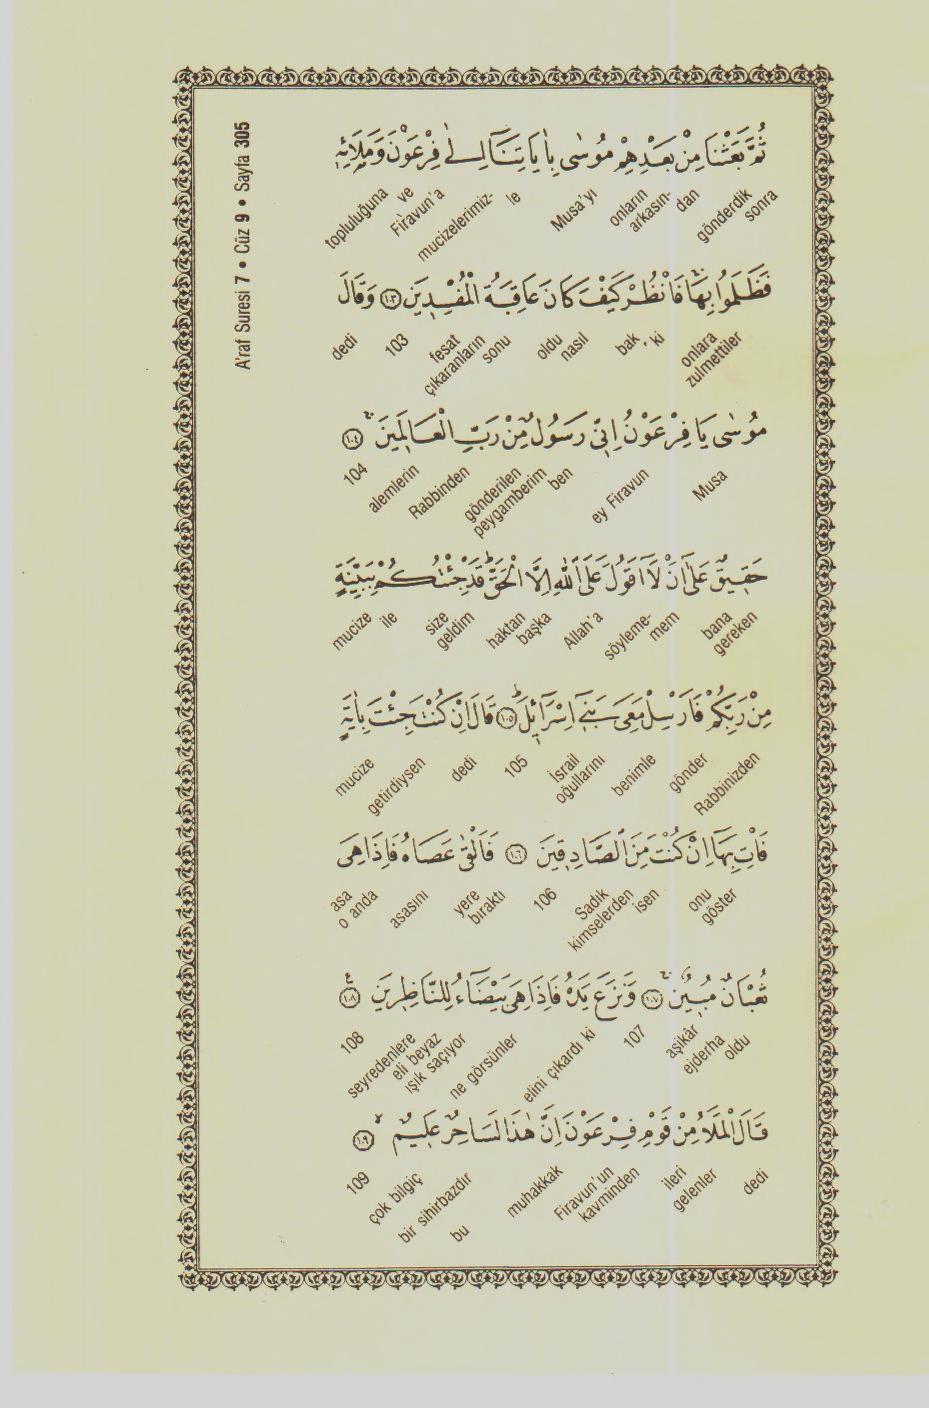 A'raf Suresi 7 • Cüz 9 • Sayfa 305
ثُمَّ بَعَثْنَا مِنْ بَعْدِهِمْ مُوسٰى بِاٰيَاتِنَٓا اِلٰى فِرْعَوْنَ وَمَلَا۬ئِه۪
sonra gönderdik dan arkasın- onların Musa'yı le mucizelerimiz- Firavun'a ve topluluğuna
فَظَلَمُوا بِهَاۚ فَانْظُرْ كَيْفَ كَانَ عَاقِبَةُ الْمُفْسِد۪ينَ ﴿١٠٣﴾ وَقَالَ
zulmettiler onlara ki, bak nasıl oldu sonu fesat çıkaranların 103 dedi
مُوسٰى يَا فِرْعَوْنُ اِنّ۪ي رَسُولٌ مِنْ رَبِّ الْعَالَم۪ينَۙ ﴿١٠٤﴾
Musa ey Firavun ben gönderilen peygamberim Rabbinden alemlerin 104
حَق۪يقٌ عَلٰٓى اَنْ لَٓا اَقُولَ عَلَى اللّٰهِ اِلَّا الْحَقَّۜ قَدْ جِئْتُكُمْ بِبَيِّنَةٍ
bana gereken mem söyleme- Allah'a haktan başka size geldim ile mucize
مِنْ رَبِّكُمْ فَاَرْسِلْ مَعِيَ بَن۪ٓي اِسْرَٓائ۪لَۜ ﴿١٠٥﴾ قَالَ اِنْ كُنْتَ جِئْتَ بِاٰيَةٍ
Rabbinizden gönder benimle İsrail oğullarını 105 dedi getirdiysen mucize
فَأْتِ بِهَٓا اِنْ كُنْتَ مِنَ الصَّادِق۪ينَ ﴿١٠٦﴾ فَاَلْقٰى عَصَاهُ فَاِذَا هِيَ
onu göster isen Sadık kimselerden 106 yere bıraktı asasını o anda asa
ثُعْبَانٌ مُب۪ينٌۚ ﴿١٠٧﴾ وَنَزَعَ يَدَهُ فَاِذَا هِيَ بَيْضَٓاءُ لِلنَّاظِر۪ينَ ﴿١٠٨﴾
oldu ejderha aşikâr 107 elini çıkardı ki ne görsünler ışık saçıyor eli beyaz seyredenlere 108
قَالَ الْمَلَاُ مِنْ قَوْمِ فِرْعَوْنَ اِنَّ هٰذَا لَسَاحِرٌ عَل۪يمٌۙ ﴿١٠٩﴾
dedi gelenler ileri Firavun'un kavminden muhakkak bu bir sihirbazdır çok bilgiç 109